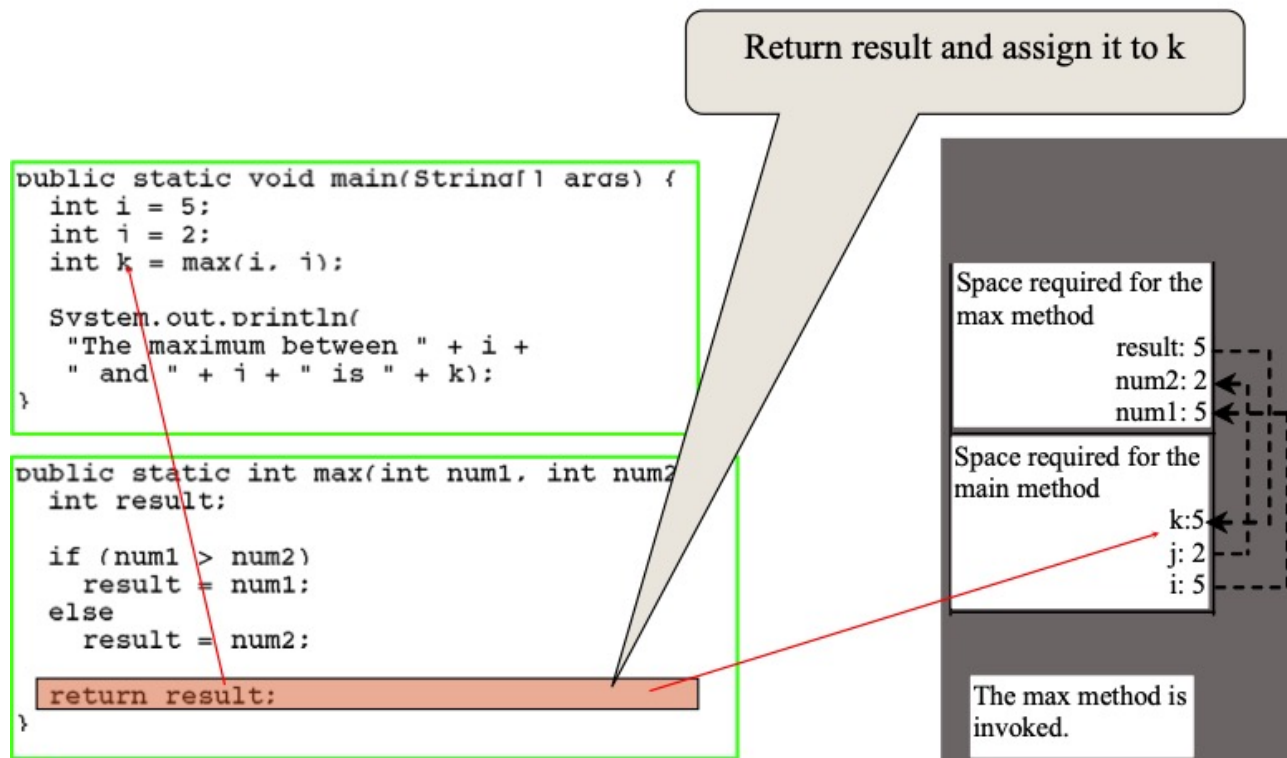 Return result and assign it to k
public static void main(String[] args) {
int i = 5;
int j = 2;
int k = max(i, j);
System.out.println(
"The maximum between " + i +
" and " + j + " is " + k);
}
public static int max(int num1, int num2
int result;
if (num1 > num2)
result = num1;
else
result = num2;
return result;
}
Space required for the
max method
result: 5
num2: 2
num1: 5
Space required for the
main method
k:5
j: 2
i: 5
The max method is
invoked.